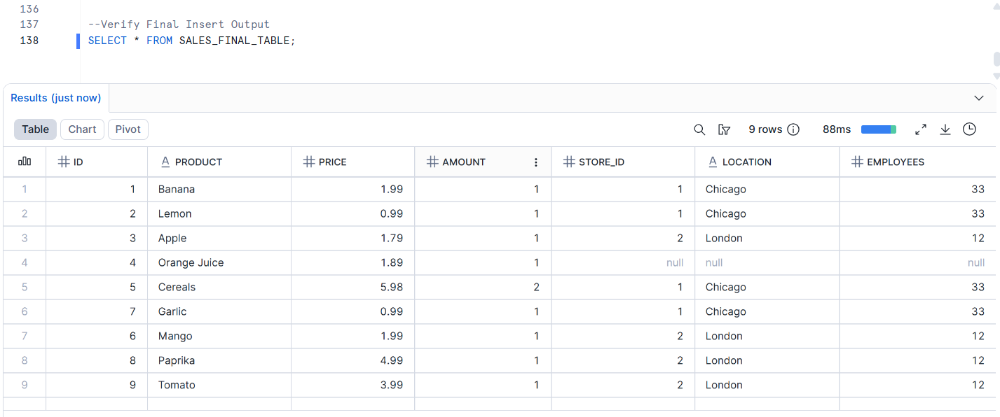 136
137 --Verify Final Insert Output
138 SELECT * FROM SALES_FINAL_TABLE;
Results (just now)
Table Chart Pivot 9 rows 88ms
ID PRODUCT PRICE AMOUNT STORE_ID LOCATION EMPLOYEES
1 1 Banana 1.99 1 1 Chicago 33
2 2 Lemon 0.99 1 1 Chicago 33
3 3 Apple 1.79 1 2 London 12
4 4 Orange Juice 1.89 1 null null null
5 5 Cereals 5.98 2 1 Chicago 33
6 7 Garlic 0.99 1 1 Chicago 33
7 6 Mango 1.99 1 2 London 12
8 8 Paprika 4.99 1 2 London 12
9 9 Tomato 3.99 1 2 London 12